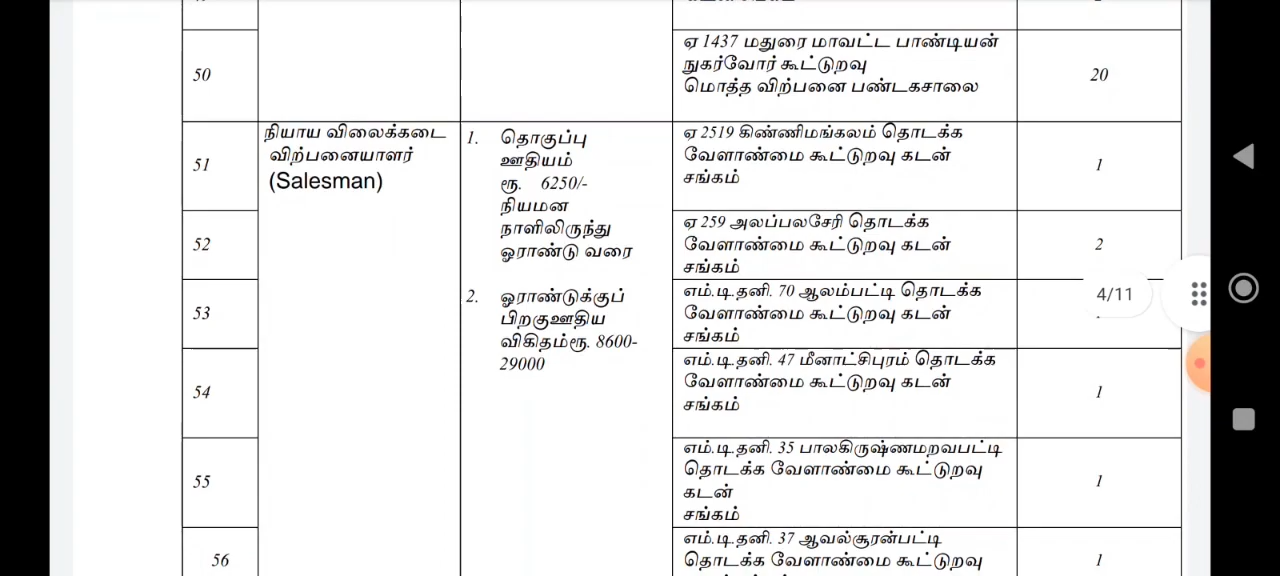 50
ஏ 1437 மதுரை மாவட்ட பாண்டியன்
நுகர்வோர் கூட்டுறவு
மொத்த விற்பனை பண்டகசாலை
20
51
நியாய விலைக்கடை
விற்பனையாளர்
(Salesman)
1. தொகுப்பு
ஊதியம்
ரூ. 6250/-
நியமன
நாளிலிருந்து
ஓராண்டு வரை
2. ஓராண்டுக்குப்
பிறகுஊதிய
விகிதம்ரூ. 8600-
29000
ஏ 2519 கிண்ணிமங்கலம் தொடக்க
வேளாண்மை கூட்டுறவு கடன்
சங்கம்
1
52
ஏ 259 அலப்பலசேரி தொடக்க
வேளாண்மை கூட்டுறவு கடன்
சங்கம்
2
53
எம்.டி.தனி. 70 ஆலம்பட்டி தொடக்க
வேளாண்மை கூட்டுறவு கடன்
சங்கம்
4/11
54
எம்.டி.தனி. 47 மீனாட்சிபுரம் தொடக்க
வேளாண்மை கூட்டுறவு கடன்
சங்கம்
1
55
எம்.டி.தனி. 35 பாலகிருஷ்ணமறவபட்டி
தொடக்க வேளாண்மை கூட்டுறவு
கடன்
சங்கம்
1
56
எம்.டி.தனி. 37 ஆவல்சூரன்பட்டி
தொடக்க வேளாண்மை கூட்டுறவு
1